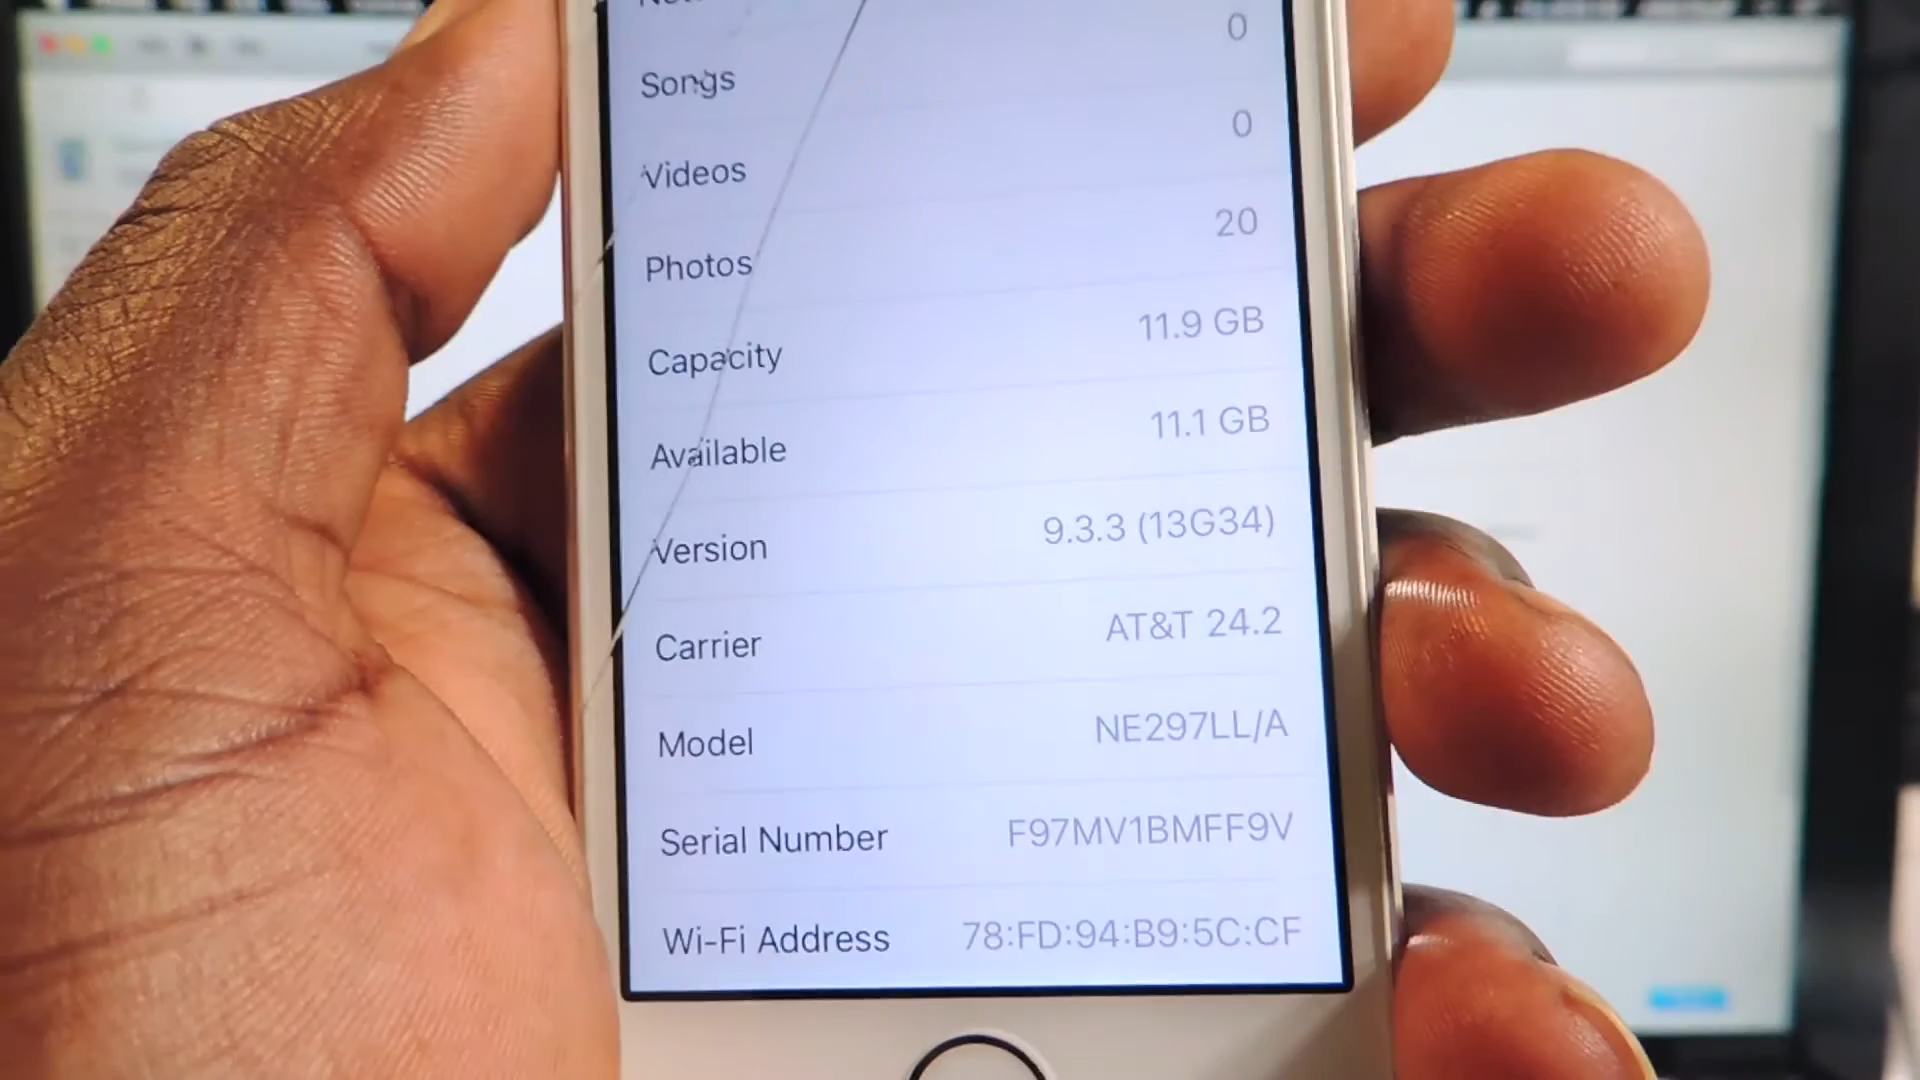 0
Songs
0
Videos
20
Photos
11.9 GB
Capacity
11.1 GB
Available
9.3.3 (13G34)
Version
AT&T 24.2
Carrier
NE297LL/A
Model
F97MV1BMFF9V
Serial Number
78:FD:94:B9:5C:CF
Wi-Fi Address